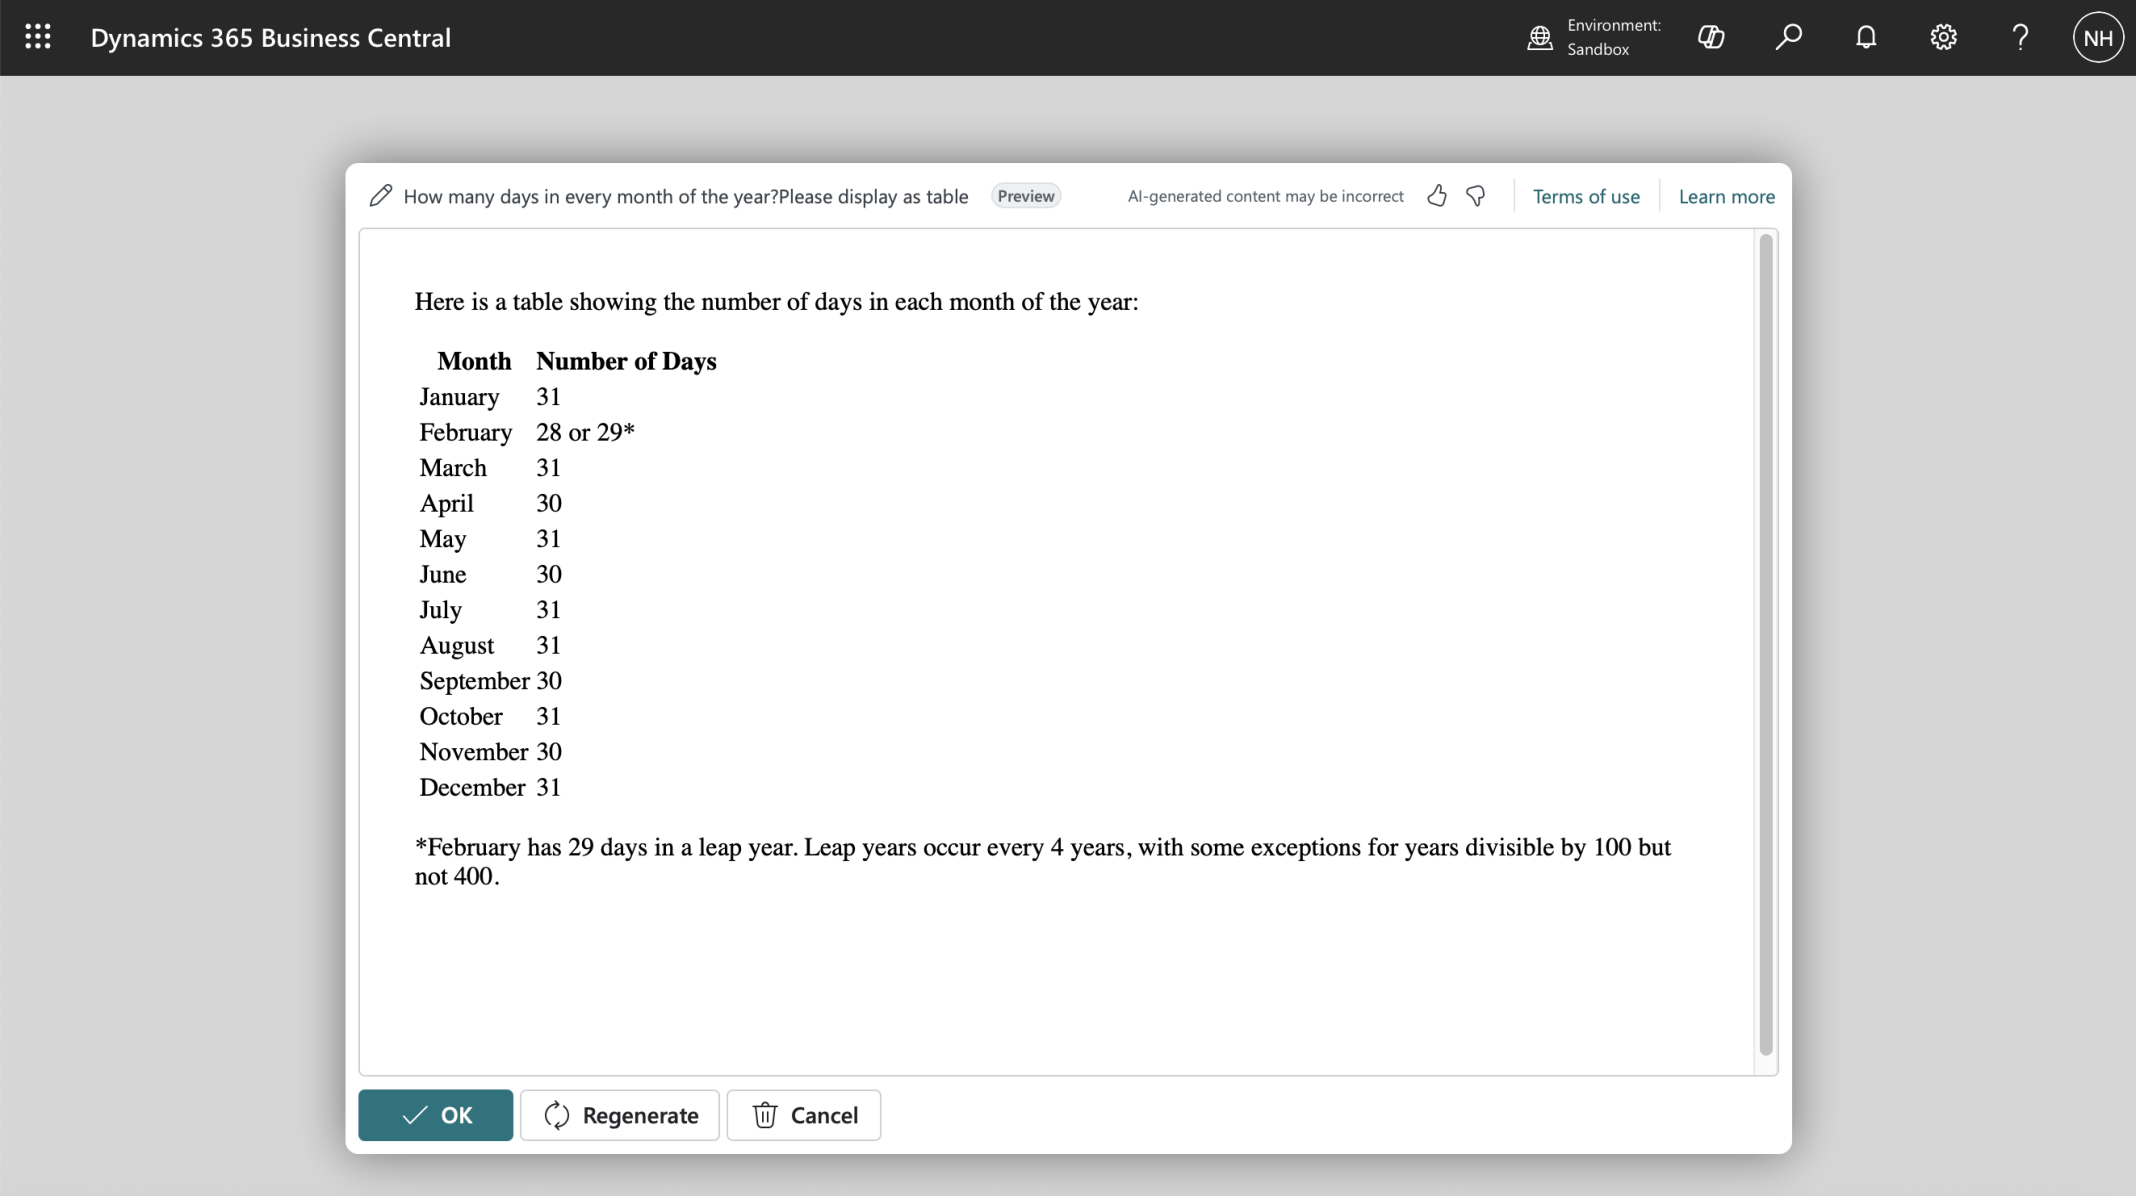 Dynamics 365 Business Central
Environment:
Sandbox
NH
How many days in every month of the year?Please display as table
Preview
AI-generated content may be incorrect
Terms of use
Learn more
Here is a table showing the number of days in each month of the year:
Month Number of Days
January 31
February 28 or 29*
March 31
April 30
May 31
June 30
July 31
August 31
September 30
October 31
November 30
December 31
*February has 29 days in a leap year. Leap years occur every 4 years, with some exceptions for years divisible by 100 but
not 400.
OK
Regenerate
Cancel